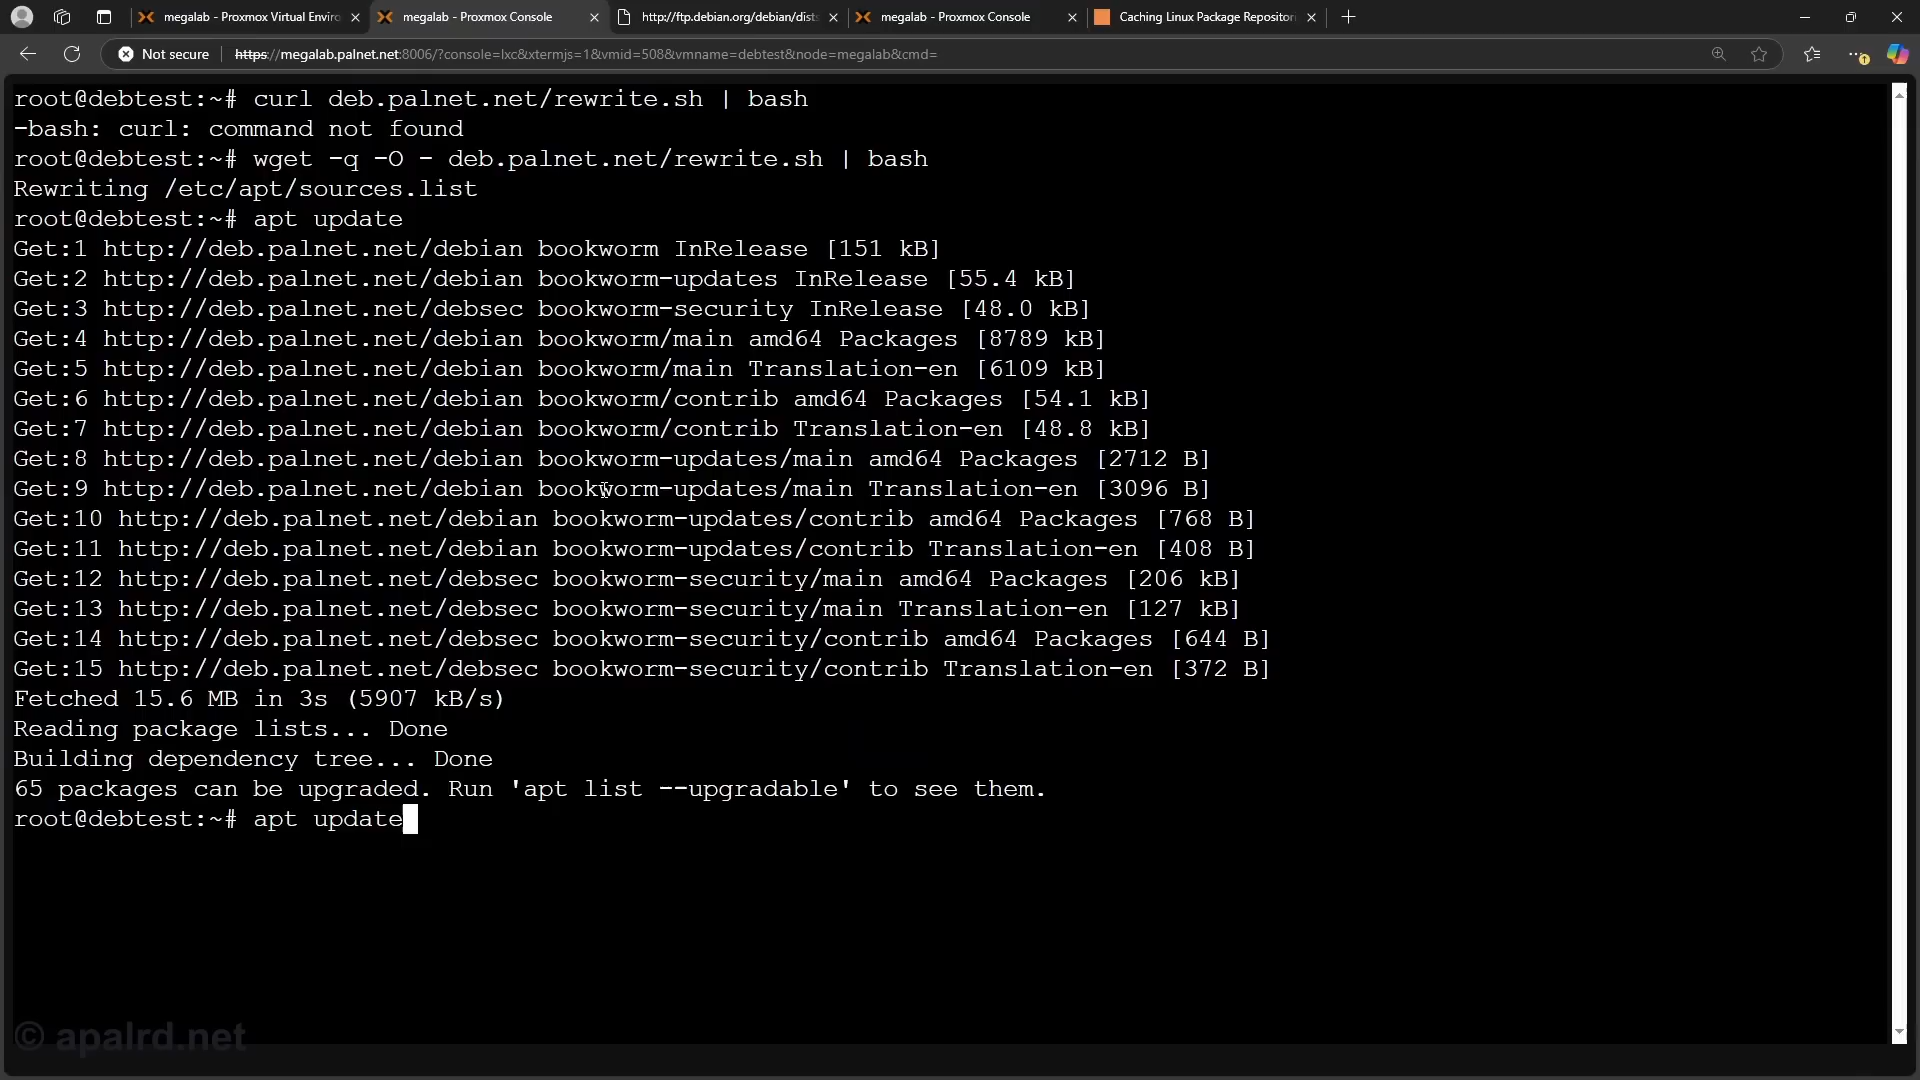 megalab - Proxmox Virtual Enviro
megalab - Proxmox Console
http://ftp.debian.org/debian/dists
megalab - Proxmox Console
Caching Linux Package Repositori
Not secure
https://megalab.palnet.net:8006/?console=lxc&xtermjs=1&vmid=508&vmname=debtest&node=megalab&cmd=
root@debtest:~# curl deb.palnet.net/rewrite.sh | bash
-bash: curl: command not found
root@debtest:~# wget -q -O - deb.palnet.net/rewrite.sh | bash
Rewriting /etc/apt/sources.list
root@debtest:~# apt update
Get:1 http://deb.palnet.net/debian bookworm InRelease [151 kB]
Get:2 http://deb.palnet.net/debian bookworm-updates InRelease [55.4 kB]
Get:3 http://deb.palnet.net/debsec bookworm-security InRelease [48.0 kB]
Get:4 http://deb.palnet.net/debian bookworm/main amd64 Packages [8789 kB]
Get:5 http://deb.palnet.net/debian bookworm/main Translation-en [6109 kB]
Get:6 http://deb.palnet.net/debian bookworm/contrib amd64 Packages [54.1 kB]
Get:7 http://deb.palnet.net/debian bookworm/contrib Translation-en [48.8 kB]
Get:8 http://deb.palnet.net/debian bookworm-updates/main amd64 Packages [2712 B]
Get:9 http://deb.palnet.net/debian bookworm-updates/main Translation-en [3096 B]
Get:10 http://deb.palnet.net/debian bookworm-updates/contrib amd64 Packages [768 B]
Get:11 http://deb.palnet.net/debian bookworm-updates/contrib Translation-en [408 B]
Get:12 http://deb.palnet.net/debsec bookworm-security/main amd64 Packages [206 kB]
Get:13 http://deb.palnet.net/debsec bookworm-security/main Translation-en [127 kB]
Get:14 http://deb.palnet.net/debsec bookworm-security/contrib amd64 Packages [644 B]
Get:15 http://deb.palnet.net/debsec bookworm-security/contrib Translation-en [372 B]
Fetched 15.6 MB in 3s (5907 kB/s)
Reading package lists... Done
Building dependency tree... Done
65 packages can be upgraded. Run 'apt list --upgradable' to see them.
root@debtest:~# apt update
© apalrd.net